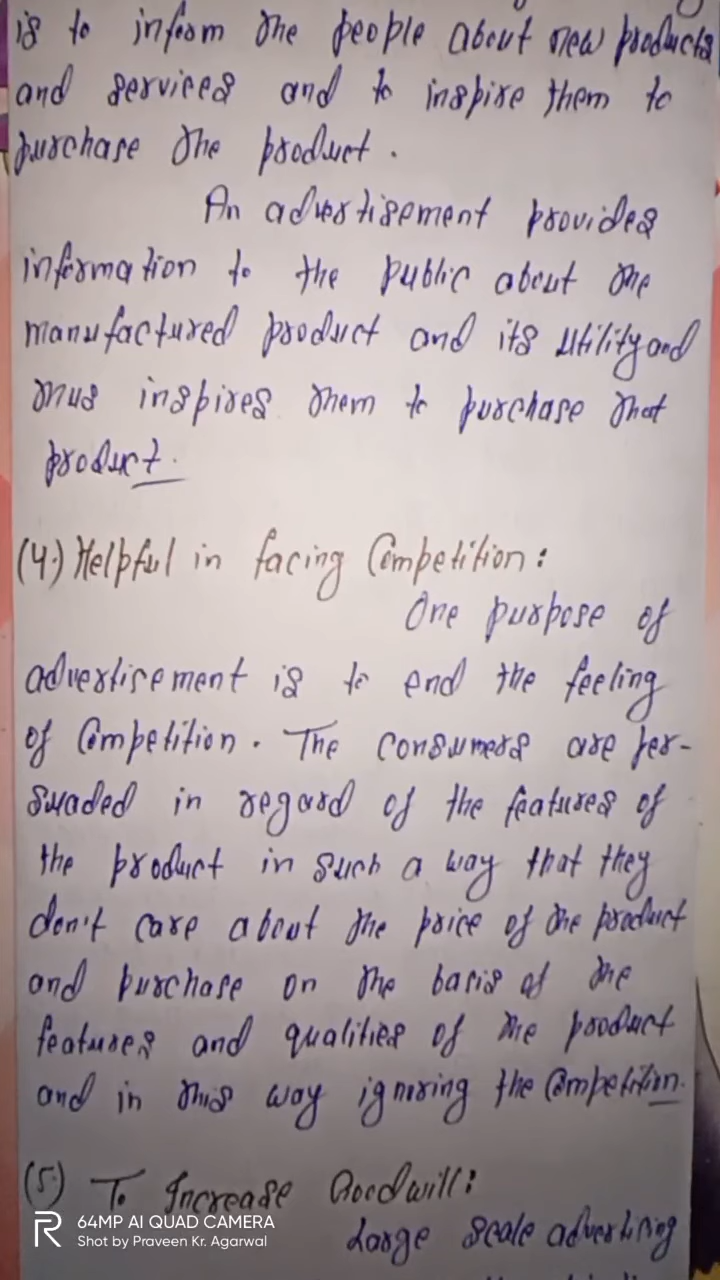 is to inform the people about new products
and services and to inspire them to
purchase the product.
An advertisement provides
information to the public about the
manufactured product and its utility and
thus inspires them to purchase that
product.
(4.) Helpful in facing Competition:
One purpose of
advertisement is to end the feeling
of Competition. The consumers are per-
suaded in regard of the features of
the product in such a way that they
don't care about the price of the product
and purchase on the basis of the
features and qualities of the product
and in this way ignoring the Competition.
(5.) To Increase Goodwill:
Large scale advertising
64MP AI QUAD CAMERA
Shot by Praveen Kr. Agarwal